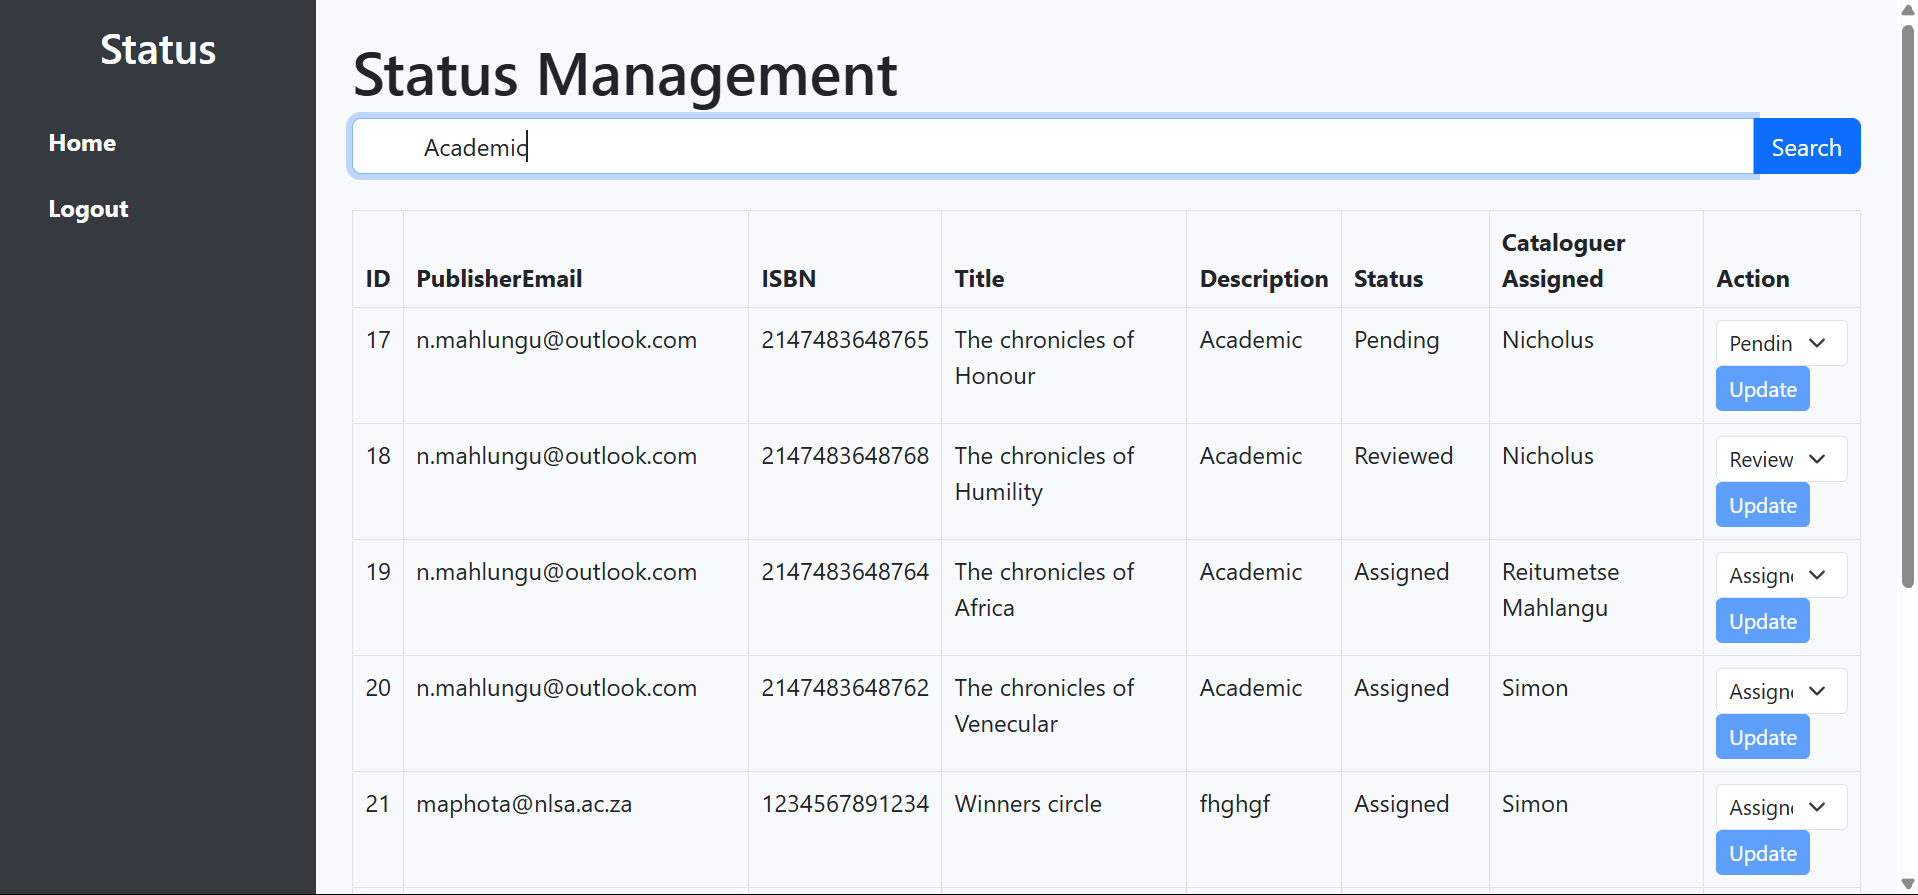 Status
Home
Logout
Status Management
Academic
Search
ID PublisherEmail ISBN Title Description Status Cataloguer Assigned Action
17 n.mahlungu@outlook.com 2147483648765 The chronicles of Honour Academic Pending Nicholus Pendin
Update
18 n.mahlungu@outlook.com 2147483648768 The chronicles of Humility Academic Reviewed Nicholus Review
Update
19 n.mahlungu@outlook.com 2147483648764 The chronicles of Africa Academic Assigned Reitumetse Mahlangu Assign
Update
20 n.mahlungu@outlook.com 2147483648762 The chronicles of Venecular Academic Assigned Simon Assign
Update
21 maphota@nlsa.ac.za 1234567891234 Winners circle fhghgf Assigned Simon Assign
Update